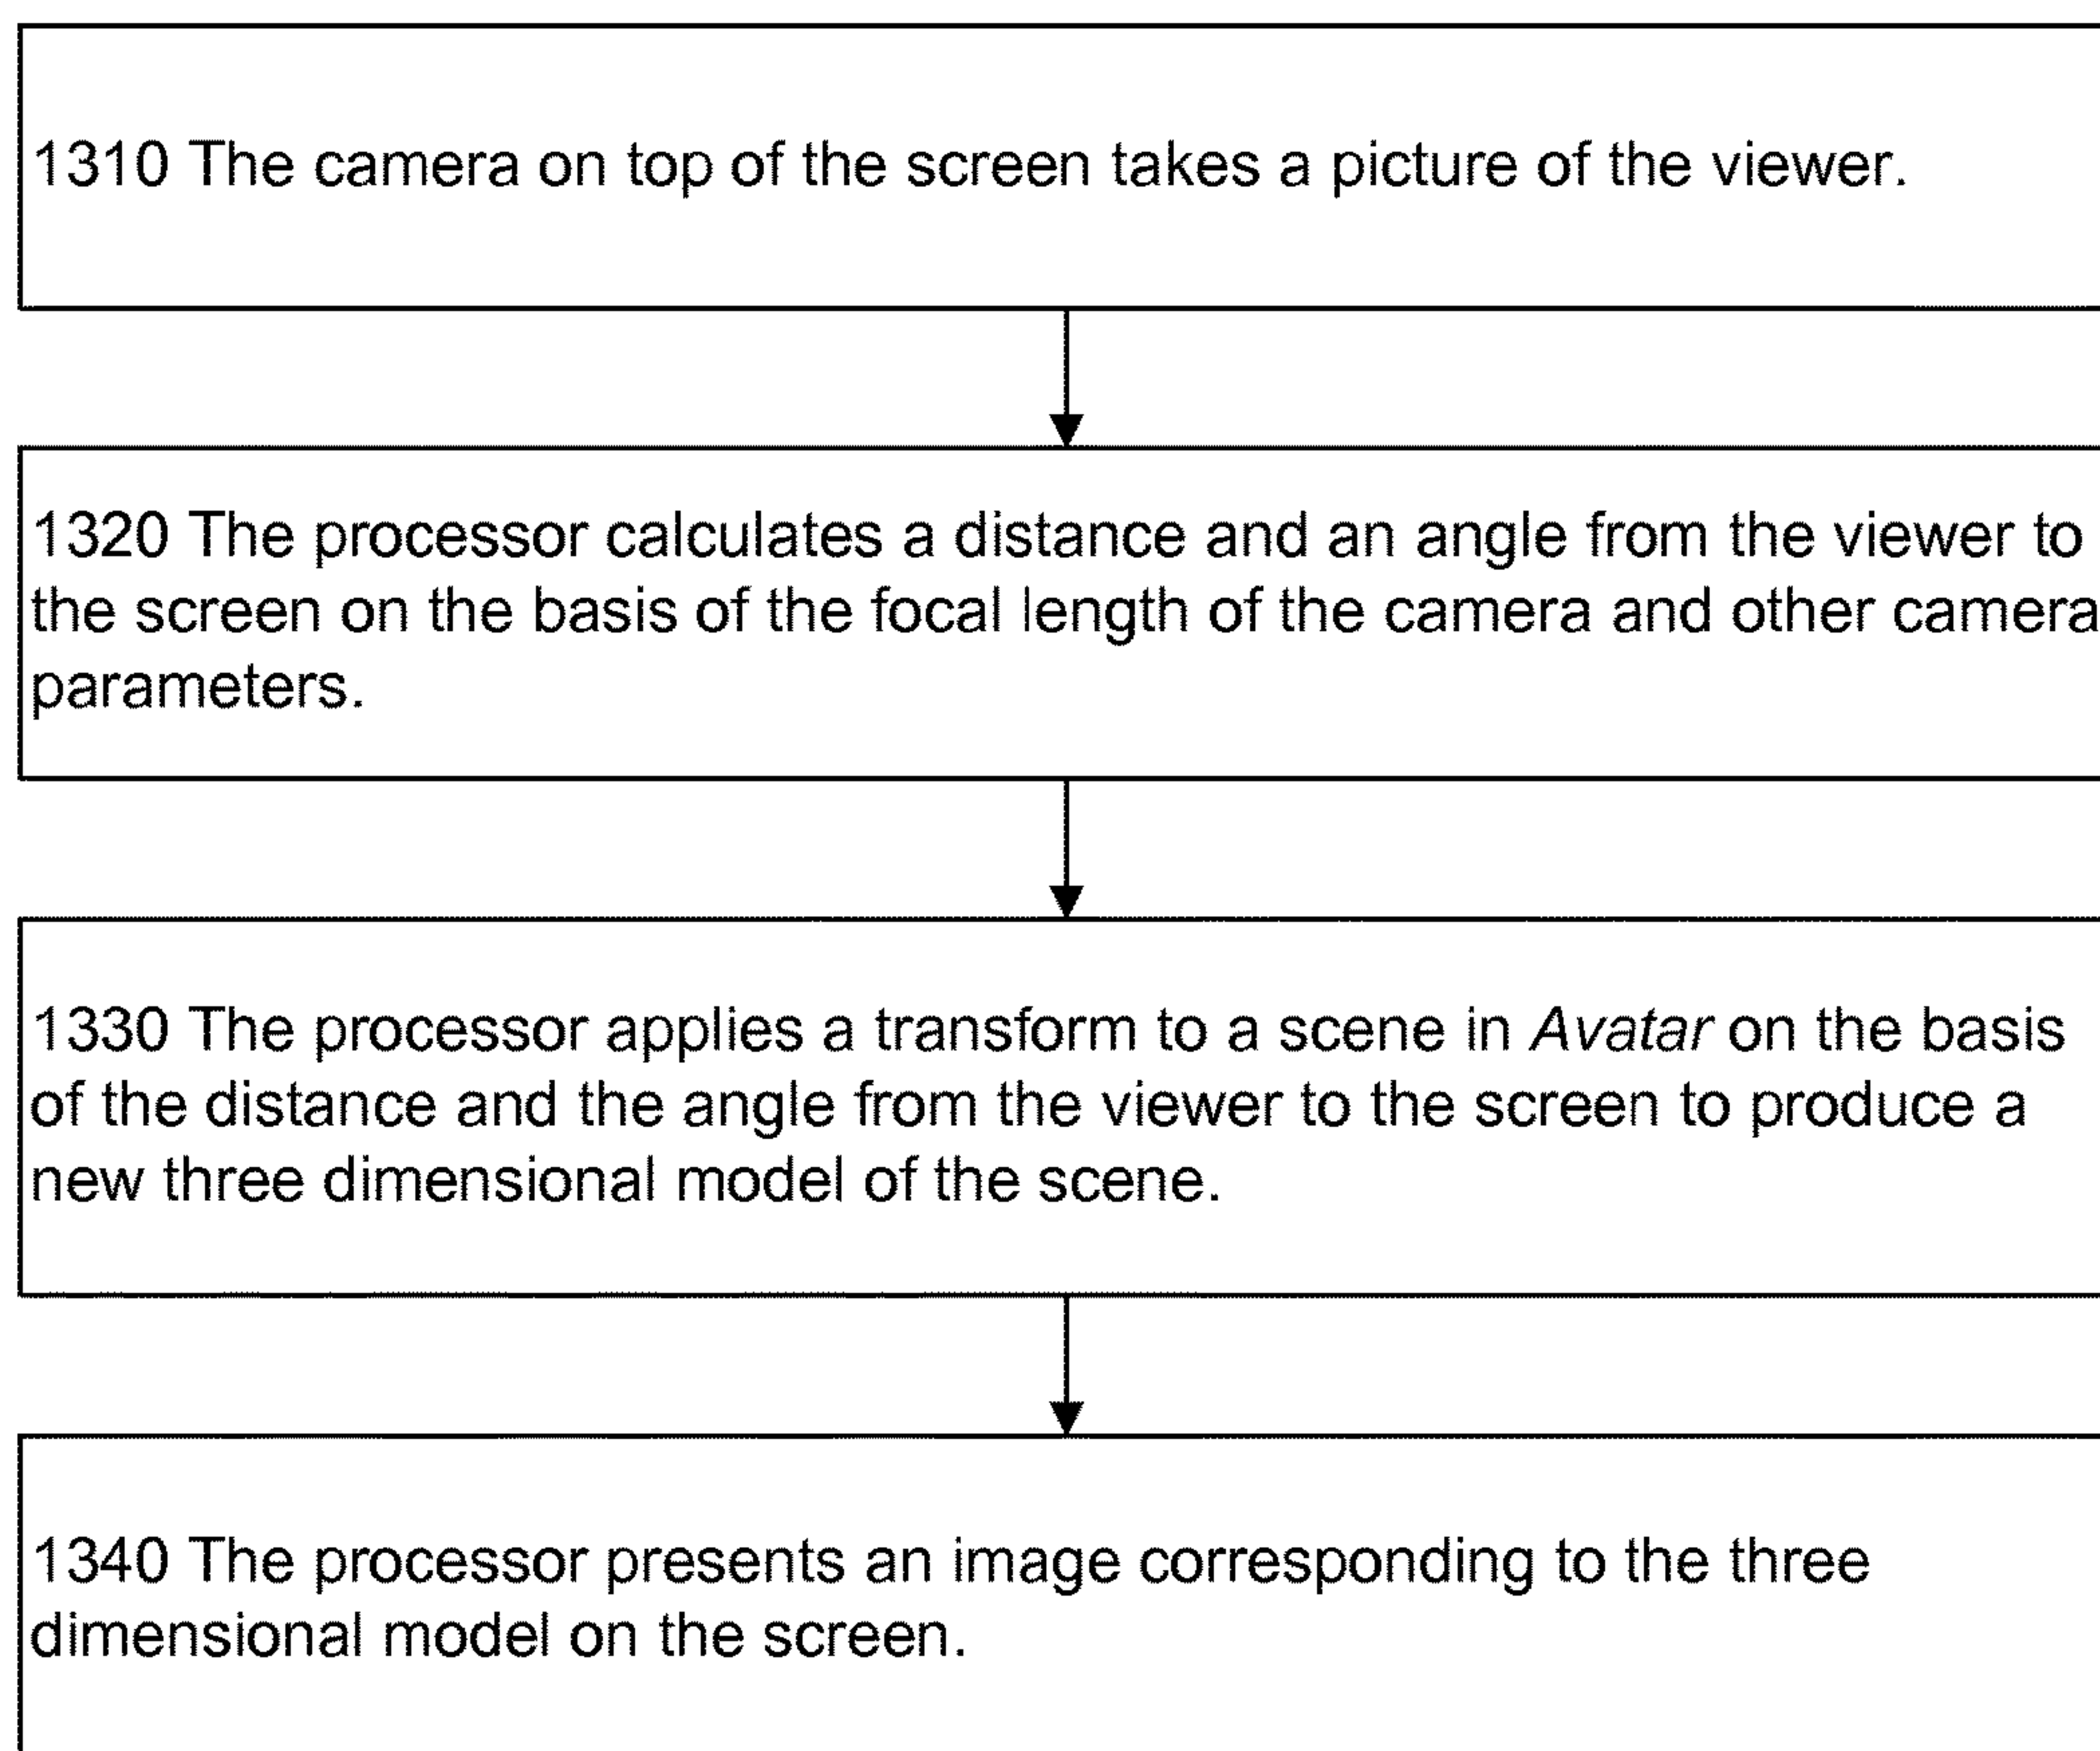 1310 The camera on top of the screen takes a picture of the viewer.
1320 The processor calculates a distance and an angle from the viewer to
the screen on the basis of the focal length of the camera and other camera
parameters.
1330 The processor applies a transform to a scene in Avatar on the basis
of the distance and the angle from the viewer to the screen to produce a
new three dimensional model of the scene.
1340 The processor presents an image corresponding to the three
dimensional model on the screen.